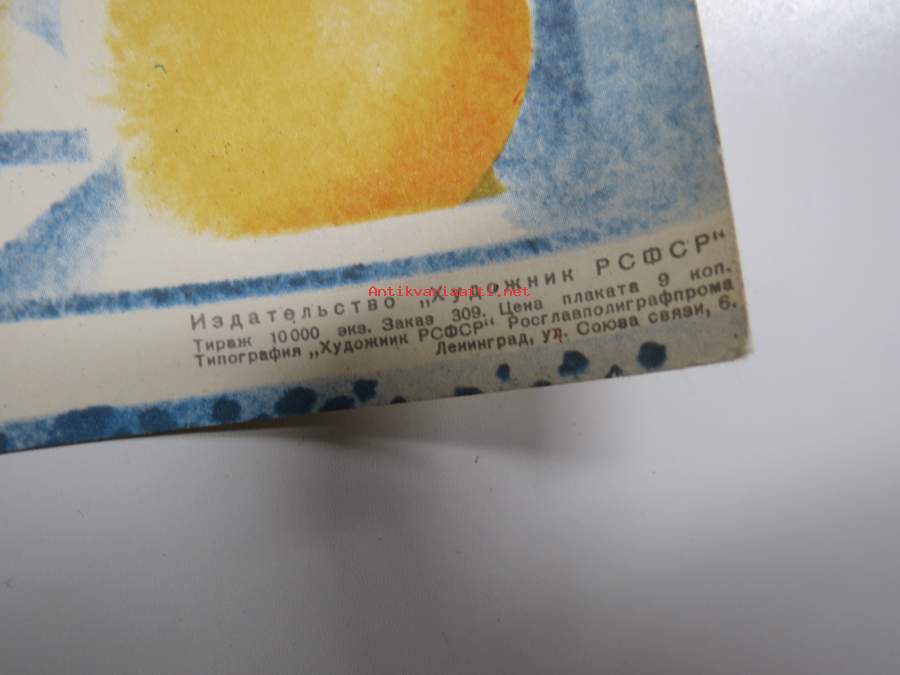 Издательство „Художник РСФСР“
Тираж 10000 экз. Заказ 309. Цена плаката 9 коп.
Типография „Художник РСФСР“ Росглавполиграфпрома
Ленинград, ул. Союза связи, 6.
Antikvariaatti.net